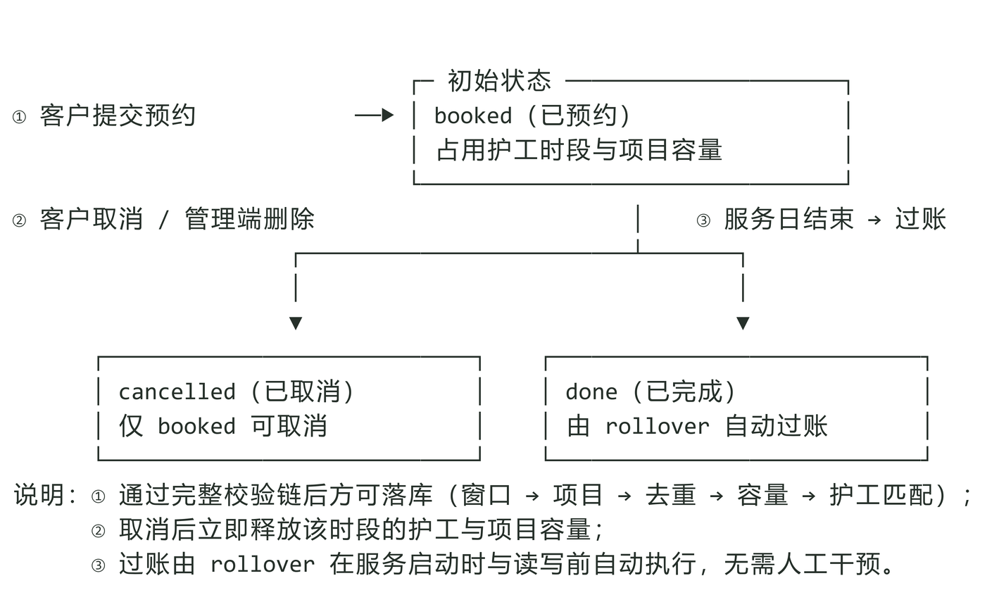 初始状态
① 客户提交预约
booked (已预约)
占用护工时段与项目容量
② 客户取消 / 管理端删除
③ 服务日结束 → 过账
cancelled (已取消)
仅 booked 可取消
done (已完成)
由 rollover 自动过账
说明: ① 通过完整校验链后方可落库 (窗口 → 项目 → 去重 → 容量 → 护工匹配) ;
② 取消后立即释放该时段的护工与项目容量;
③ 过账由 rollover 在服务启动时与读写前自动执行, 无需人工干预。